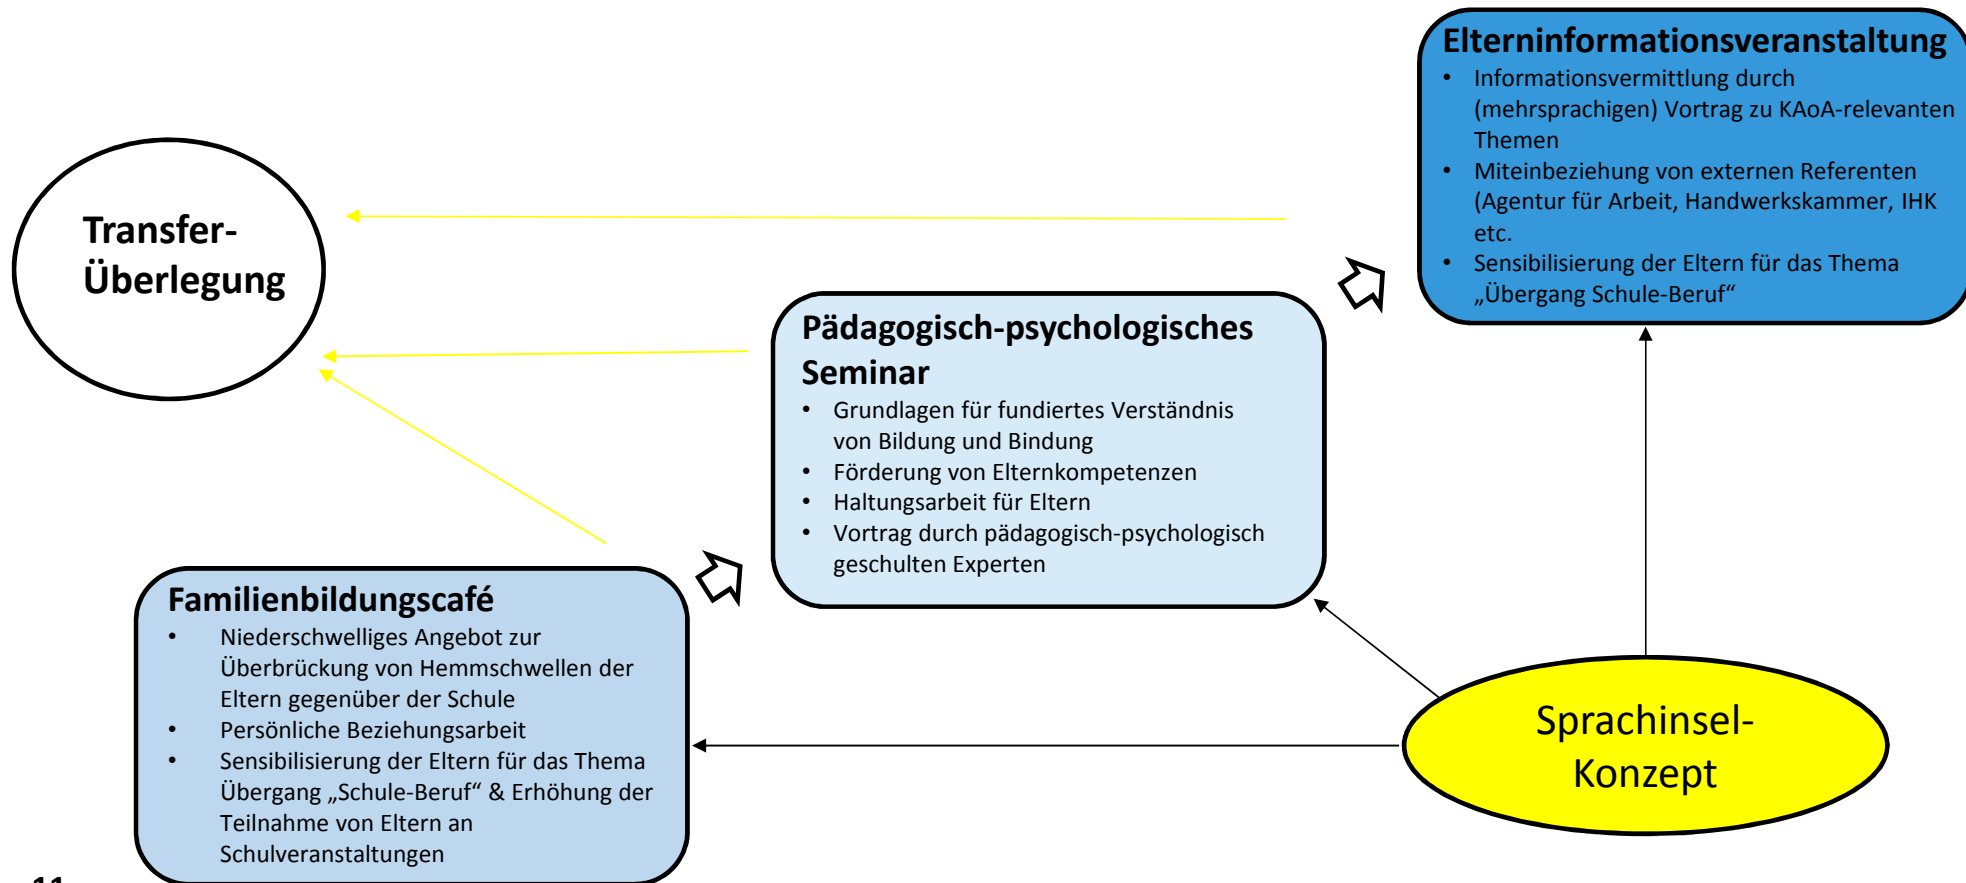 Elterninformationsveranstaltung
• Informationsvermittlung durch
(mehrsprachigen) Vortrag zu KAoA-relevanten
Themen
• Miteinbeziehung von externen Referenten
(Agentur für Arbeit, Handwerkskammer, IHK
etc.
• Sensibilisierung der Eltern für das Thema
„Übergang Schule-Beruf“
Transfer-
Überlegung
Pädagogisch-psychologisches
Seminar
• Grundlagen für fundiertes Verständnis
von Bildung und Bindung
• Förderung von Elternkompetenzen
• Haltungsarbeit für Eltern
• Vortrag durch pädagogisch-psychologisch
geschulten Experten
Familienbildungscafé
• Niederschwelliges Angebot zur
Überbrückung von Hemmschwellen der
Eltern gegenüber der Schule
• Persönliche Beziehungsarbeit
• Sensibilisierung der Eltern für das Thema
Übergang „Schule-Beruf“ & Erhöhung der
Teilnahme von Eltern an
Schulveranstaltungen
Sprachinsel-
Konzept
11